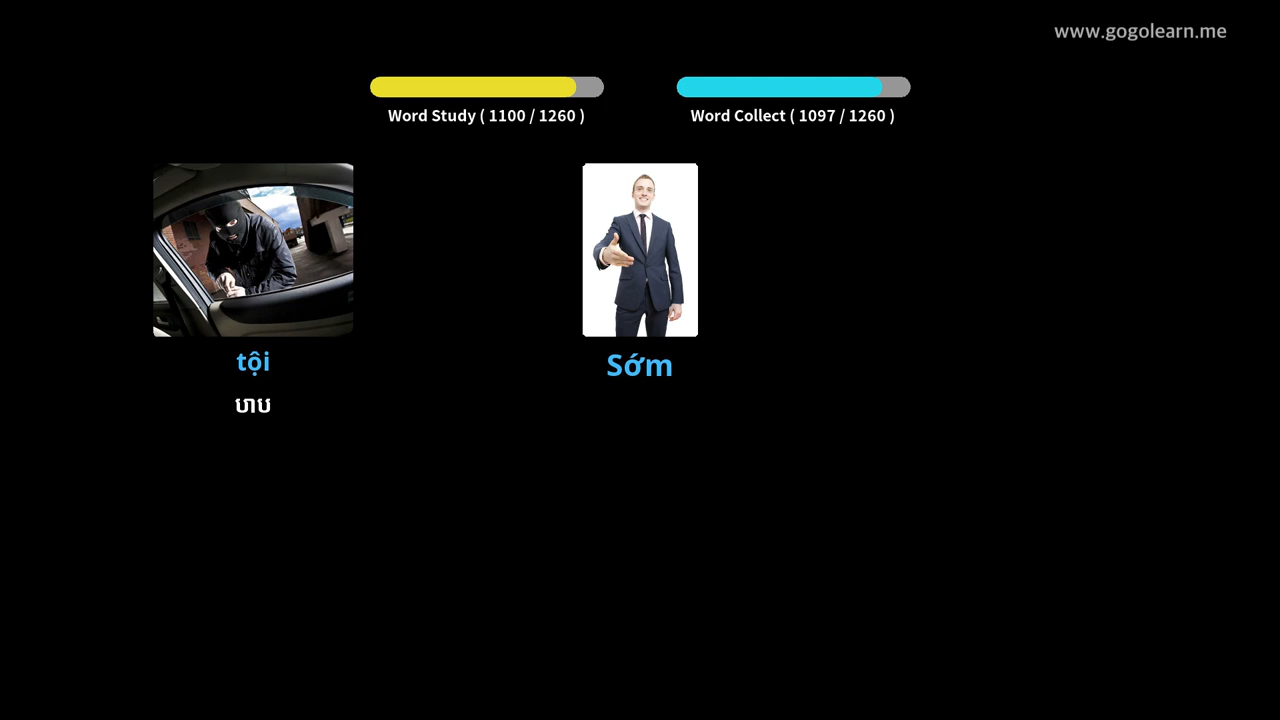 www.gogolearn.me
Word Study ( 1100 / 1260 )
Word Collect ( 1097 / 1260 )
tội
បាប
Sớm